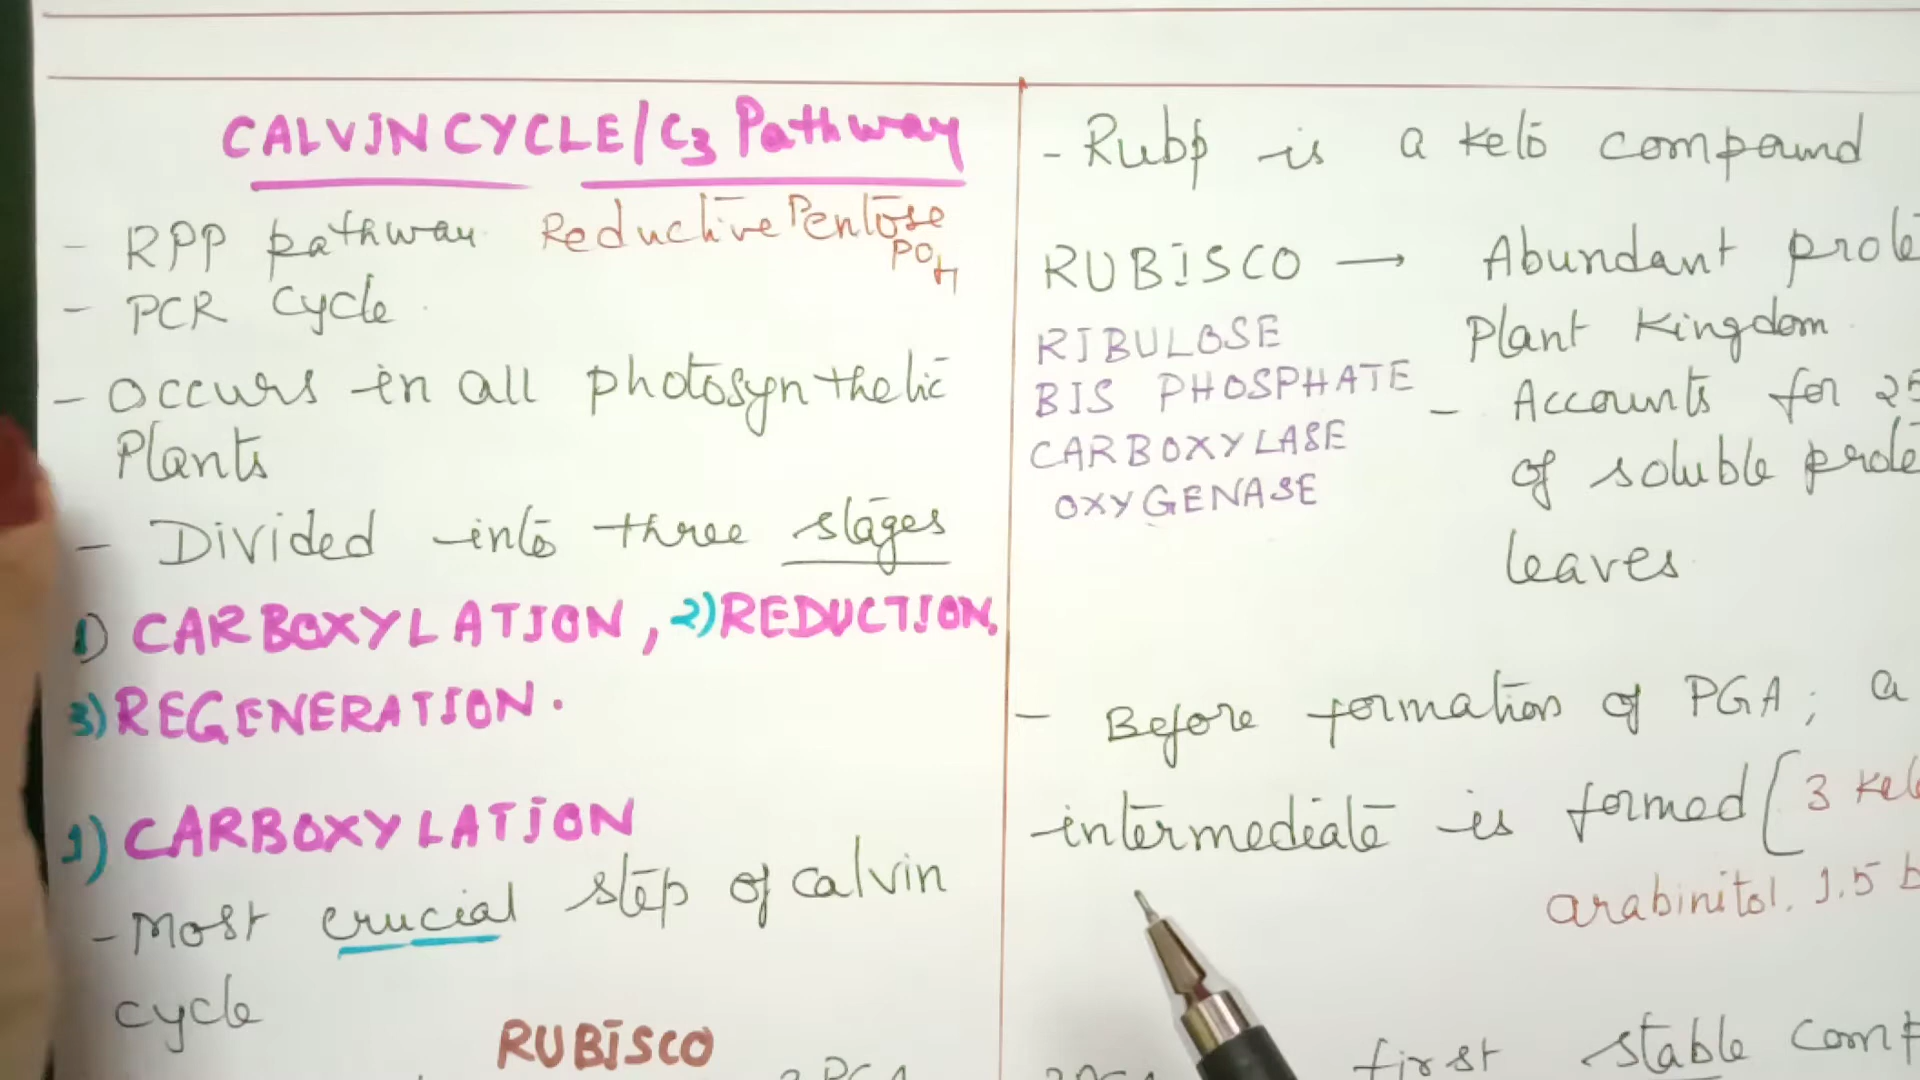 CALVIN CYCLE/C3 Pathway
- RPP pathway Reductive Pentose
PO4
- PCR cycle.
- Occurs in all photosynthetic
Plants
- Divided into three stages
1) CARBOXYLATION, 2) REDUCTION.
3) REGENERATION.
1) CARBOXYLATION
- Most crucial step of calvin
cycle
RUBISCO
- Rubp is a keto compound
RUBISCO → Abundant
RIBULOSE
BIS PHOSPHATE
CARBOXYLASE
OXYGENASE
Plant Kingdom
- Accounts for 25
of soluble
leaves
- Before formation of PGA; a
intermediate is formed [3
arabinitol. 1.5
first stable